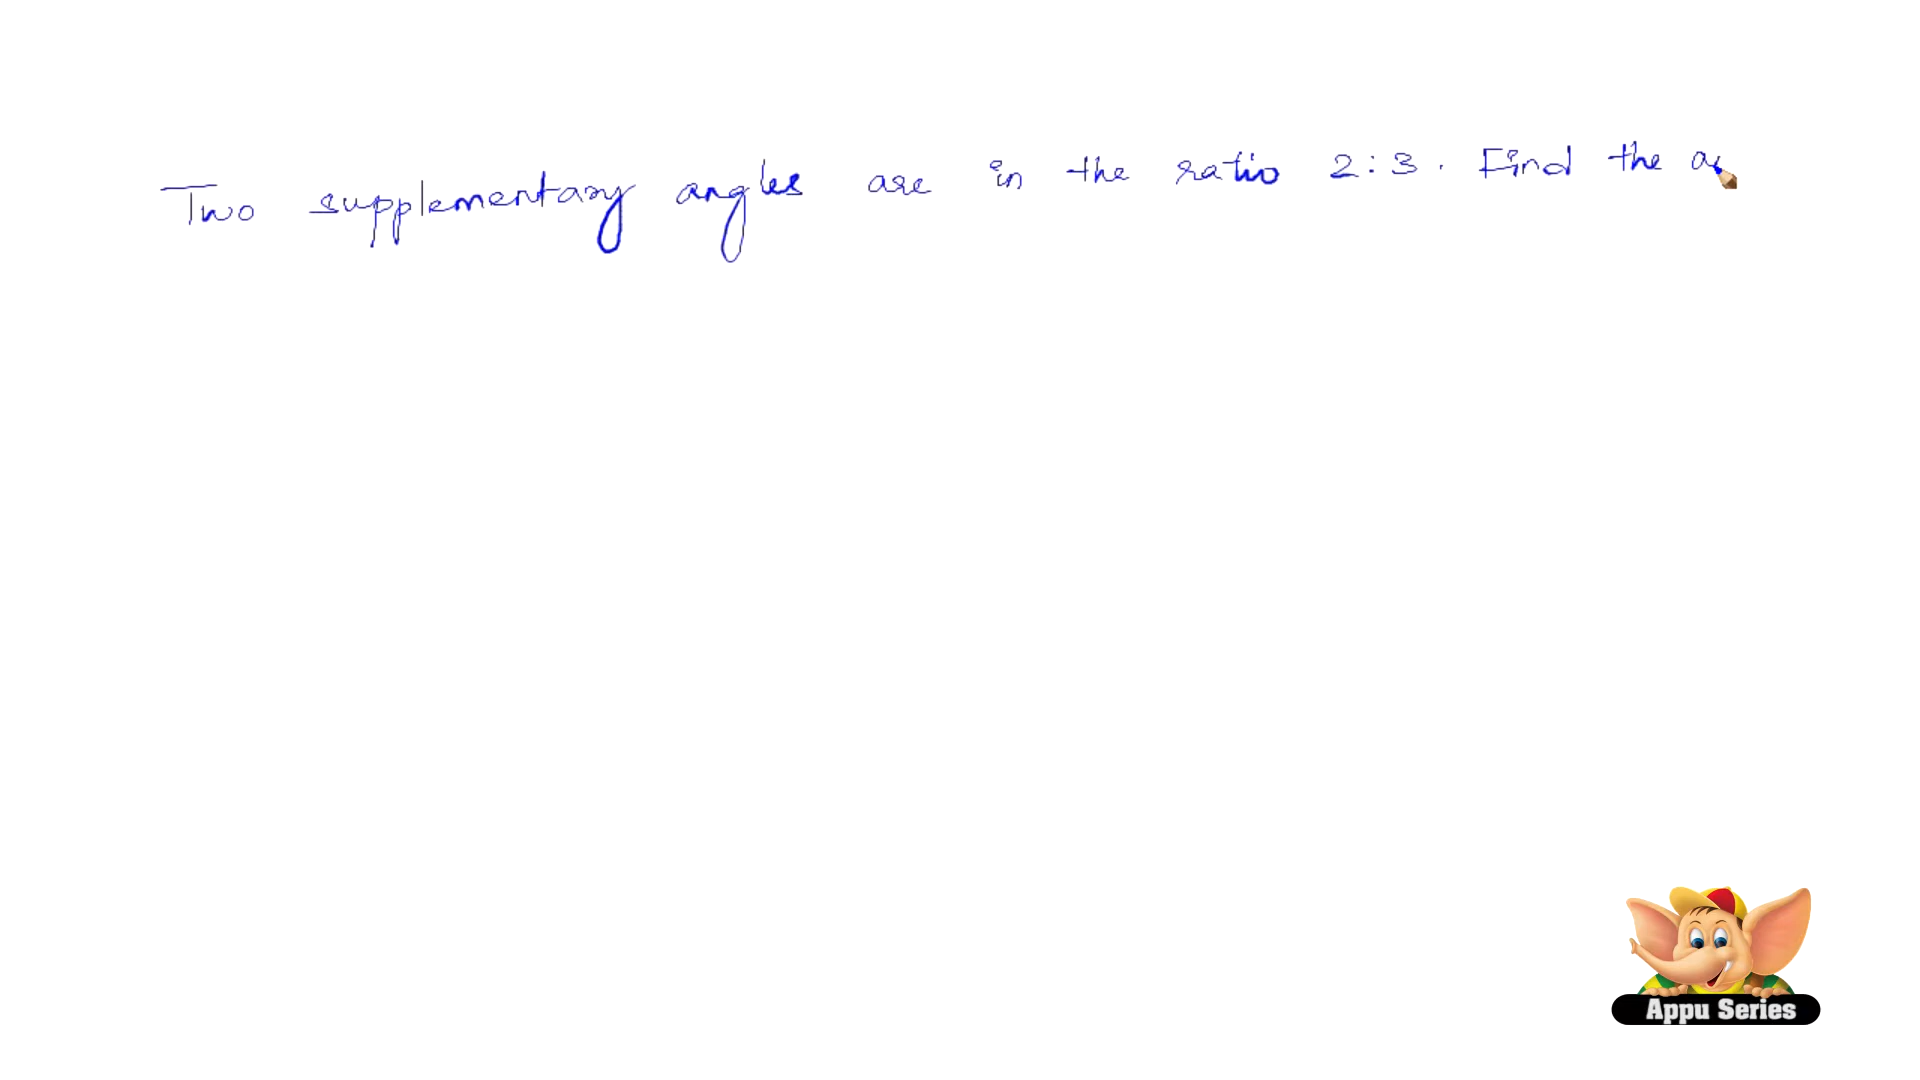 Two supplementary angles are in the ratio 2:3. Find the
Appu Series